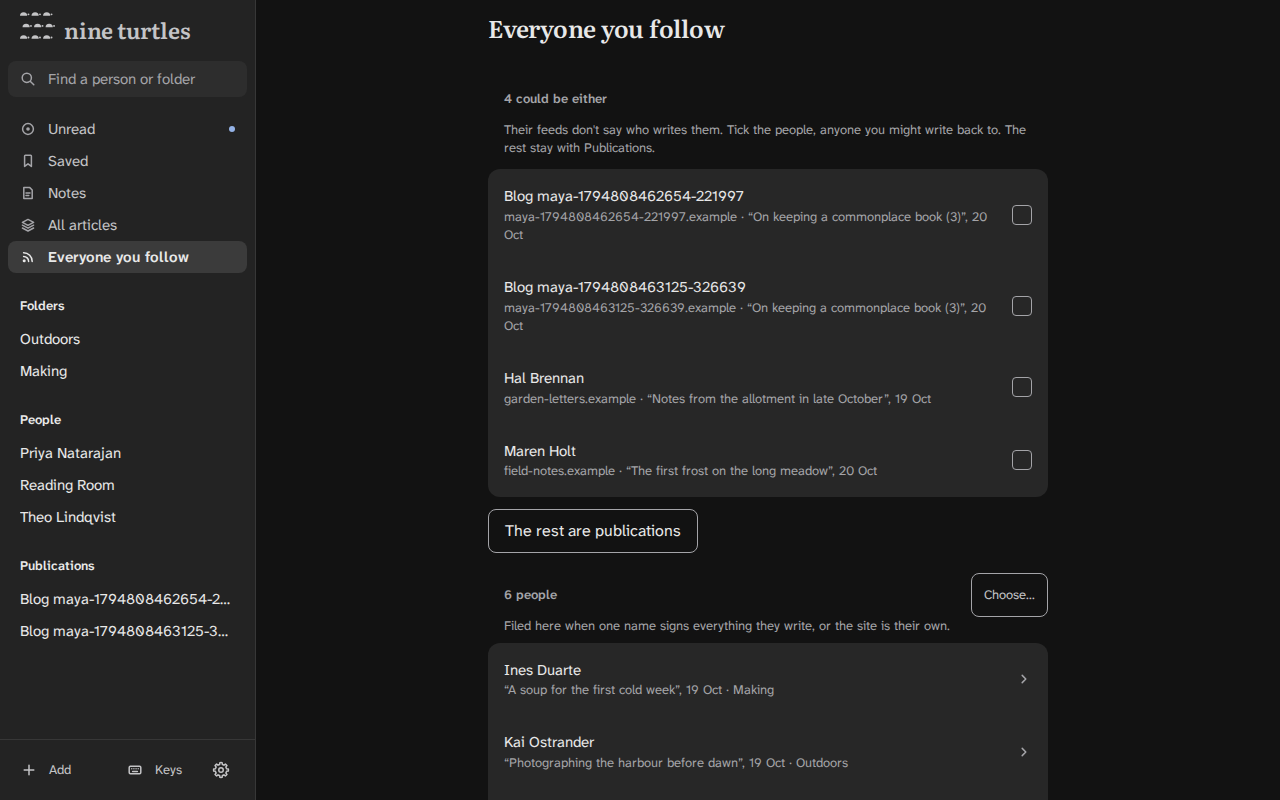 nine turtles
Find a person or folder
Unread
Saved
Notes
All articles
Everyone you follow
Folders
Outdoors
Making
People
Priya Natarajan
Reading Room
Theo Lindqvist
Publications
Blog maya-1794808462654-2...
Blog maya-1794808463125-3...
Add
Keys
Everyone you follow
4 could be either
Their feeds don't say who writes them. Tick the people, anyone you might write back to. The
rest stay with Publications.
Blog maya-1794808462654-221997
maya-1794808462654-221997.example · “On keeping a commonplace book (3)”, 20
Oct
Blog maya-1794808463125-326639
maya-1794808463125-326639.example · “On keeping a commonplace book (3)”, 20
Oct
Hal Brennan
garden-letters.example · “Notes from the allotment in late October”, 19 Oct
Maren Holt
field-notes.example · “The first frost on the long meadow”, 20 Oct
The rest are publications
6 people
Choose...
Filed here when one name signs everything they write, or the site is their own.
Ines Duarte
“A soup for the first cold week”, 19 Oct · Making
Kai Ostrander
“Photographing the harbour before dawn”, 19 Oct · Outdoors